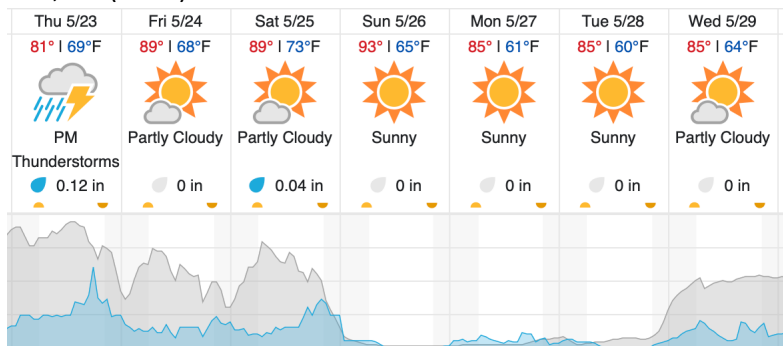 Thu 5/23 Fri 5/24 Sat 5/25 Sun 5/26 Mon 5/27 Tue 5/28 Wed 5/29
81° | 69°F 89° | 68°F 89° | 73°F 93° | 65°F 85° | 61°F 85° | 60°F 85° | 64°F
PM Partly Cloudy Partly Cloudy Sunny Sunny Sunny Partly Cloudy
Thunderstorms
0.12 in 0 in 0.04 in 0 in 0 in 0 in 0 in